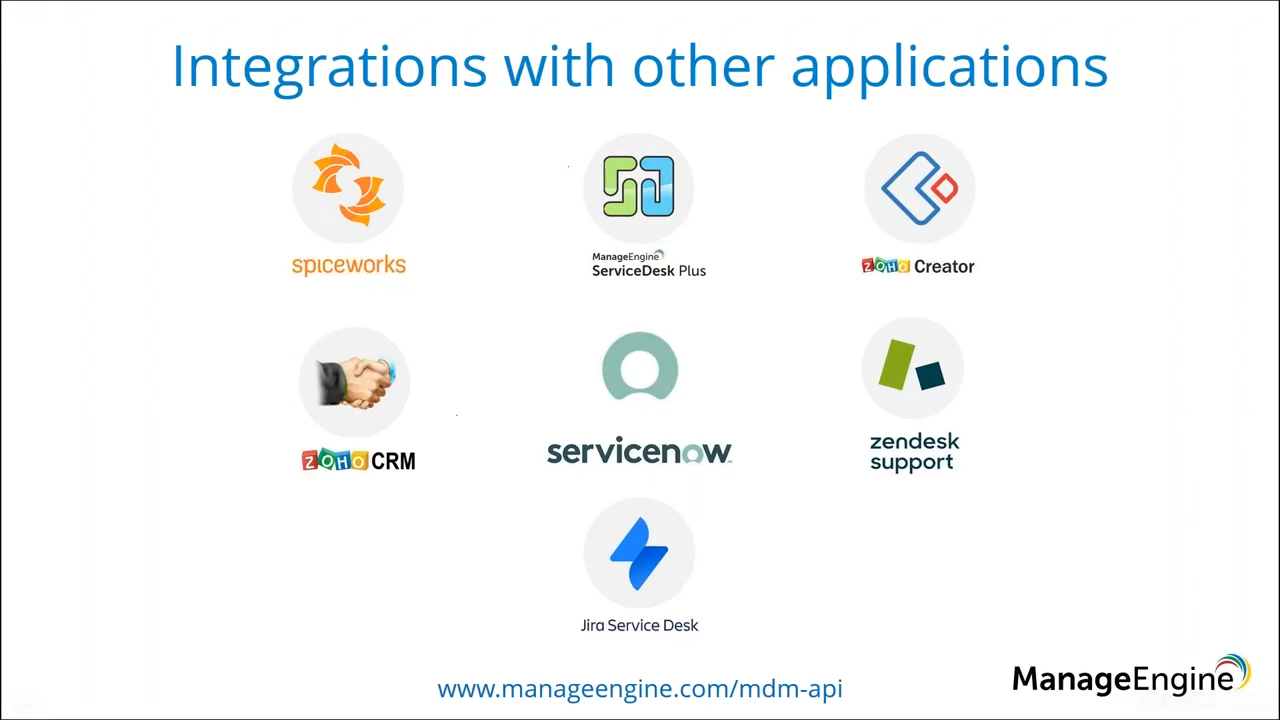 Integrations with other applications
spiceworks
ManageEngine
ServiceDesk Plus
ZOHO Creator
ZOHO CRM
servicenow™
zendesk
support
Jira Service Desk
www.manageengine.com/mdm-api
ManageEngine